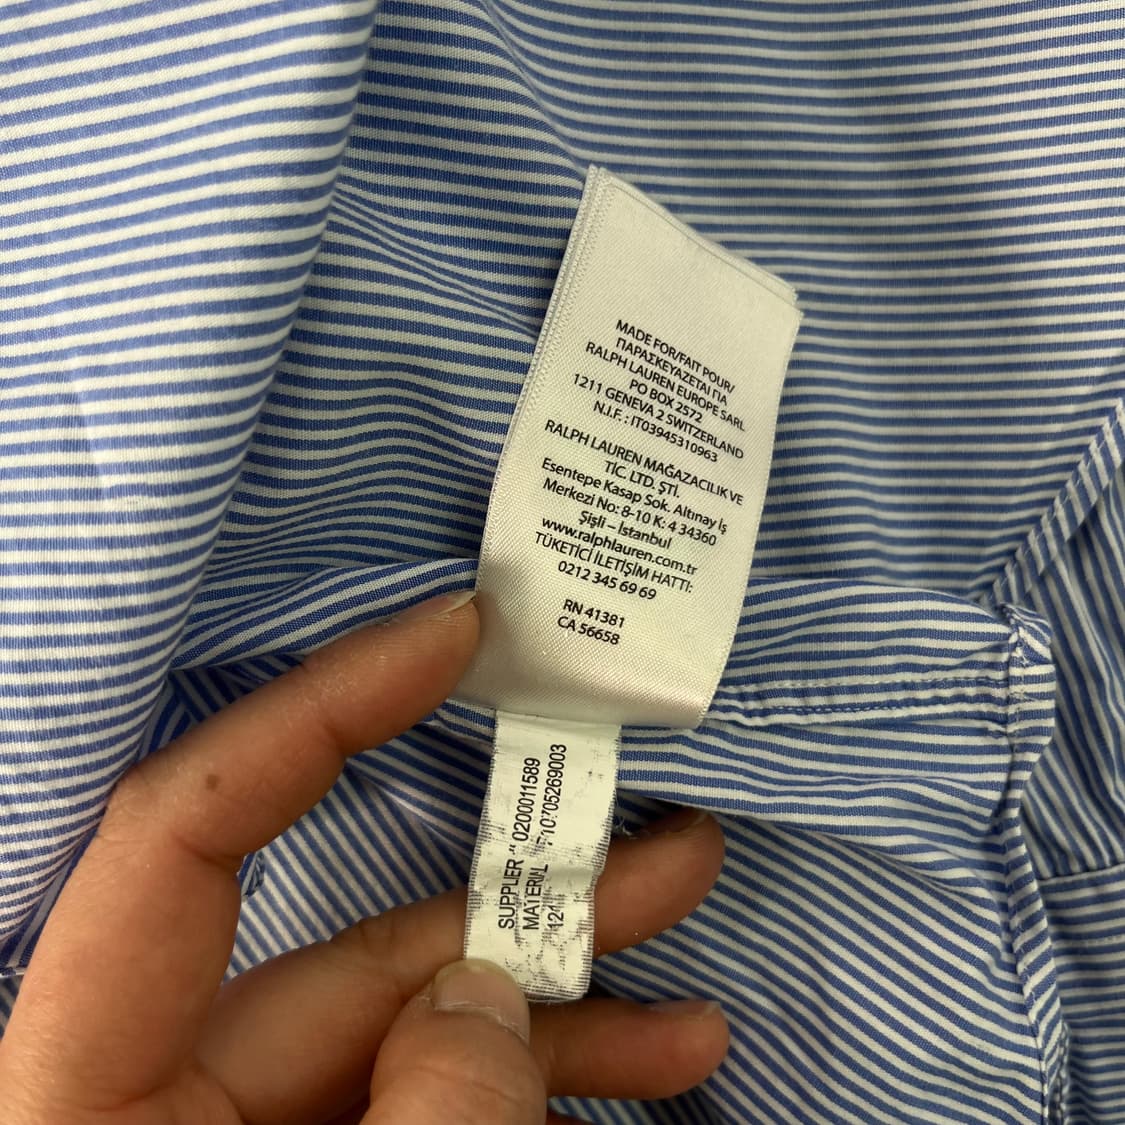 MADE FOR/FAIT POUR/
ΠΑΡΑΣΚΕΥΑΖΕΤΑΙ ΓΙΑ
RALPH LAUREN EUROPE SARL
PO BOX 2572
1211 GENEVA 2 SWITZERLAND
N.I.F. : IT03945310963
RALPH LAUREN MAĞAZACILIK VE
TİC. LTD. ŞTİ.
Esentepe Kasap Sok. Altınay İş
Merkezi No: 8-10 K: 4 34360
Şişli – İstanbul
www.ralphlauren.com.tr
TÜKETİCİ İLETİŞİM HATTI:
0212 345 69 69
RN 41381
CA 56658
SUPPLIER 0200011589
MATERIAL 710705269003